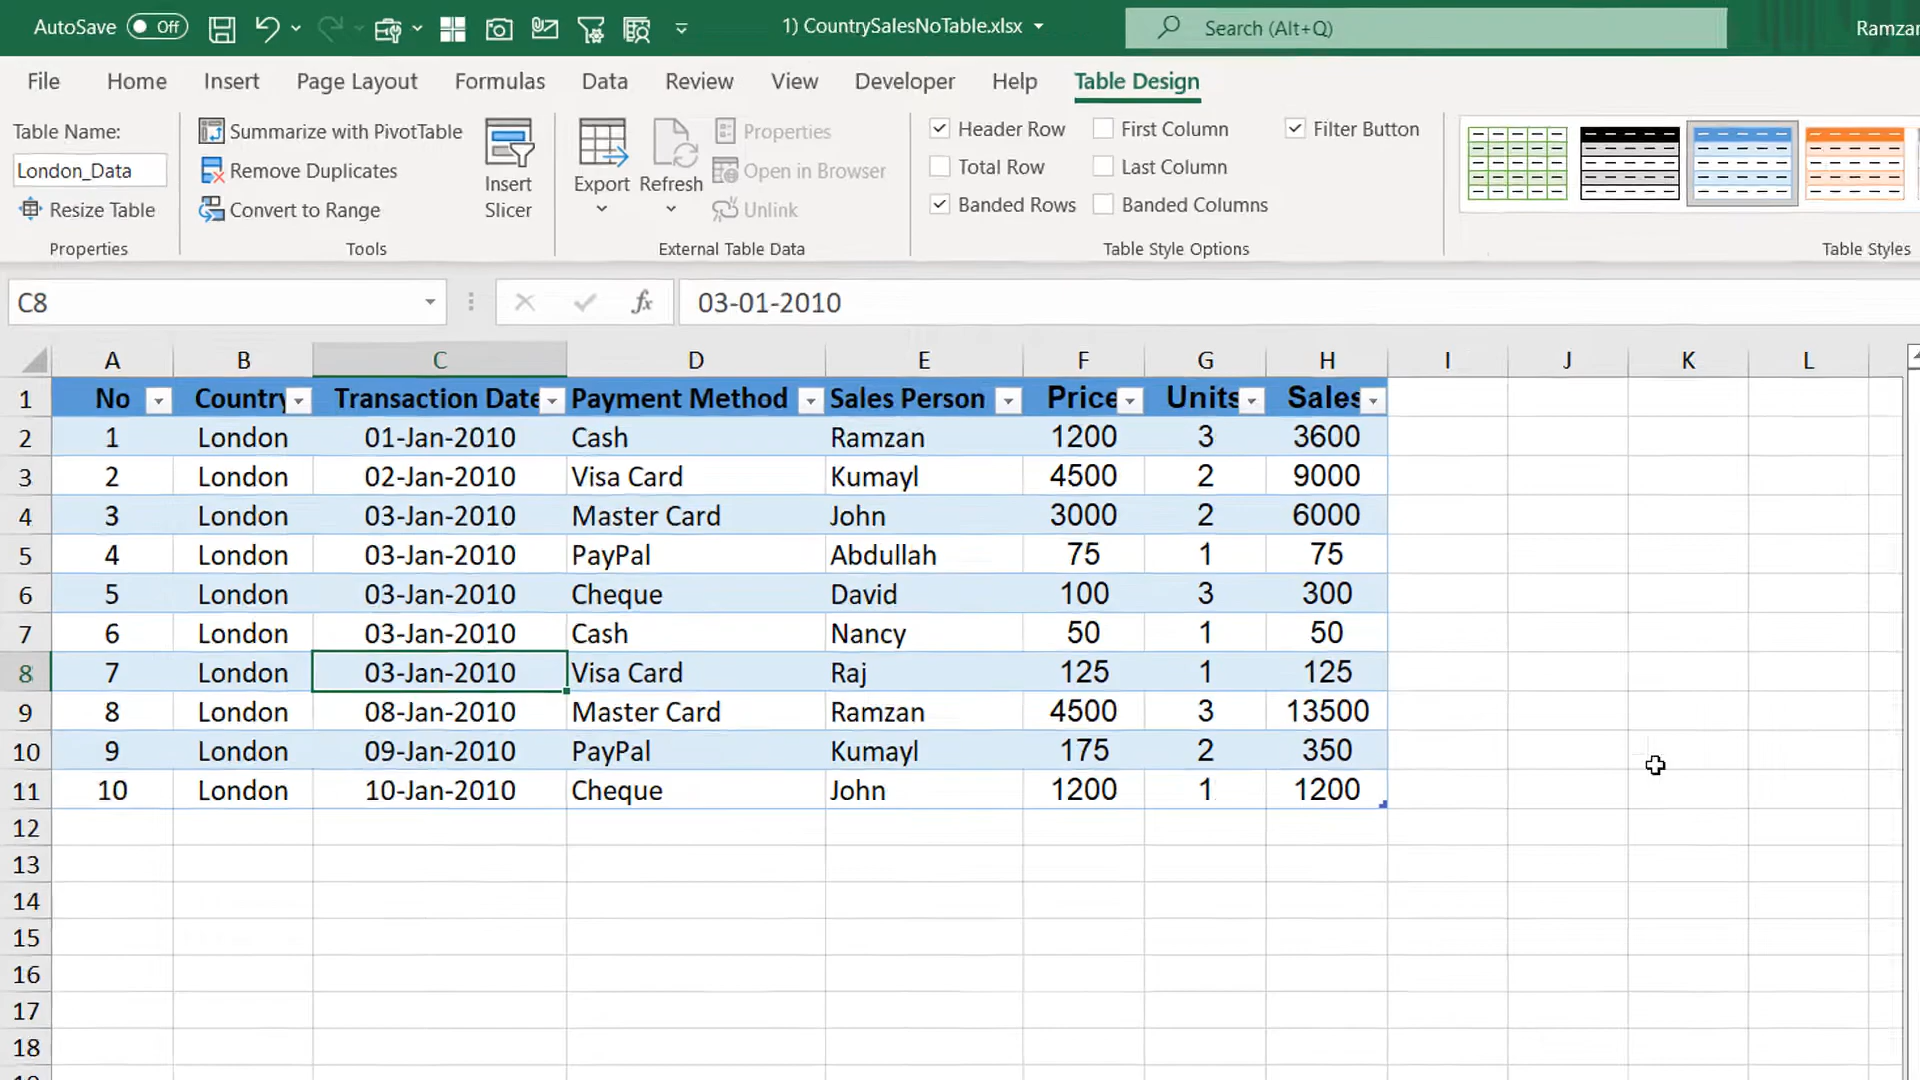 AutoSave Off 1) CountrySalesNoTable.xlsx Search (Alt+Q) Ramzan
File Home Insert Page Layout Formulas Data Review View Developer Help Table Design
Table Name:
London_Data
Resize Table
Properties
Summarize with PivotTable
Remove Duplicates
Convert to Range
Insert
Slicer
Tools
Export
Refresh
Properties
Open in Browser
Unlink
External Table Data
Header Row First Column Filter Button
Total Row Last Column
Banded Rows Banded Columns
Table Style Options
Table Styles
C8 fx 03-01-2010
A B C D E F G H I J K L
1 No Country Transaction Date Payment Method Sales Person Price Units Sales
2 1 London 01-Jan-2010 Cash Ramzan 1200 3 3600
3 2 London 02-Jan-2010 Visa Card Kumayl 4500 2 9000
4 3 London 03-Jan-2010 Master Card John 3000 2 6000
5 4 London 03-Jan-2010 PayPal Abdullah 75 1 75
6 5 London 03-Jan-2010 Cheque David 100 3 300
7 6 London 03-Jan-2010 Cash Nancy 50 1 50
8 7 London 03-Jan-2010 Visa Card Raj 125 1 125
9 8 London 08-Jan-2010 Master Card Ramzan 4500 3 13500
10 9 London 09-Jan-2010 PayPal Kumayl 175 2 350
11 10 London 10-Jan-2010 Cheque John 1200 1 1200
12
13
14
15
16
17
18